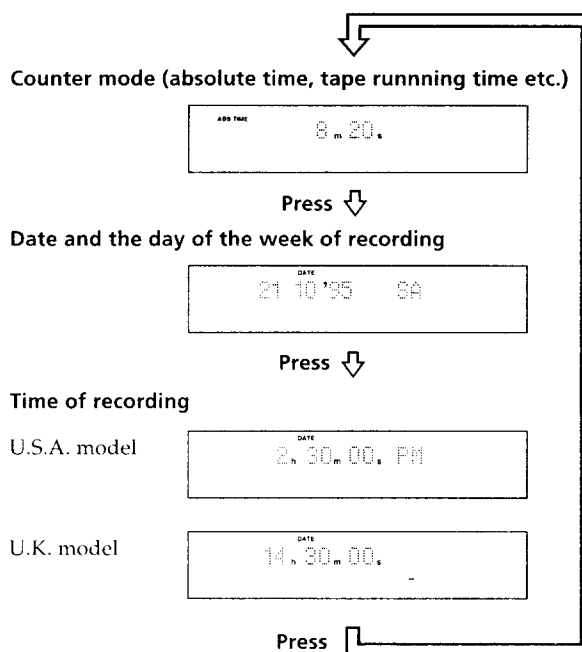 Counter mode (absolute time, tape runnning time etc.)
ABS TIME
8 m 20 s
Press
Date and the day of the week of recording
DATE
21 10 '95 SA
Press
Time of recording
U.S.A. model
DATE
2 h 30 m 00 s PM
U.K. model
DATE
14 h 30 m 00 s
Press